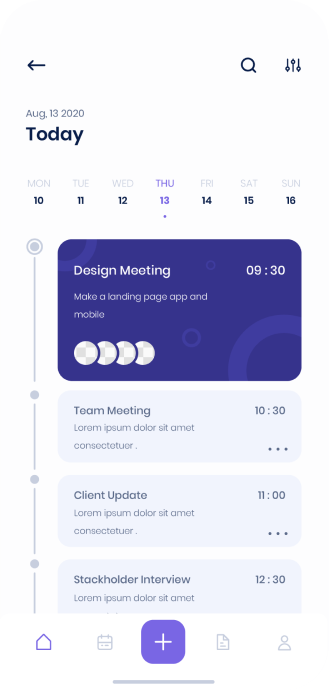 Aug, 13 2020
Today
MON TUE WED THU FRI SAT SUN
10 11 12 13 14 15 16
Design Meeting 09 : 30
Make a landing page app and
mobile
Team Meeting 10 : 30
Lorem ipsum dolor sit amet
consectetuer .
Client Update 11 : 00
Lorem ipsum dolor sit amet
consectetuer .
Stackholder Interview 12 : 30
Lorem ipsum dolor sit amet